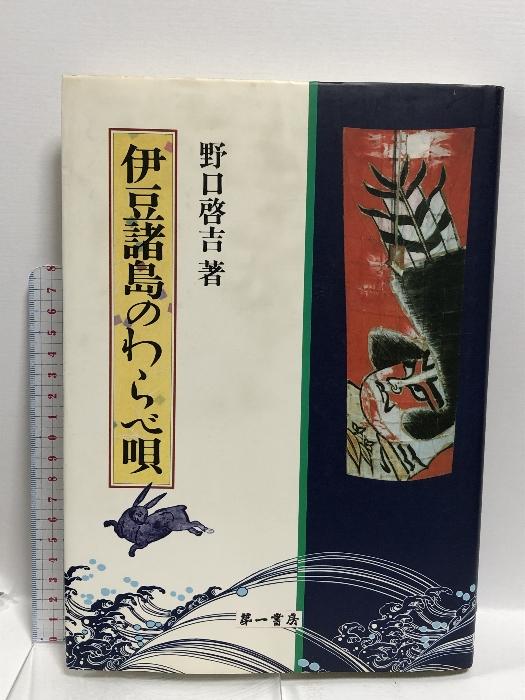 伊豆諸島のわらべ唄
野口啓吉 著
第一書房